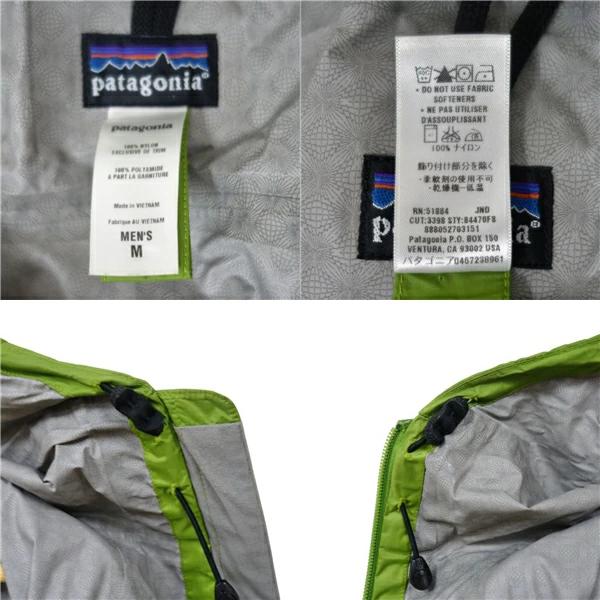 patagonia®
patagonia
100% NYLON
EXCLUSIVE OF TRIM
100% POLYAMIDE
A PART LA GARNITURE
Made in VIETNAM
Fabrique AU VIETNAM
MEN'S
M
• DO NOT USE FABRIC
SOFTENERS
• NE PAS UTILISER
D'ASSOUPLISSANT
100% ナイロン
飾り付け部分を除く
・柔軟剤の使用不可
・乾燥機-低温
RN:51884 JND
CUT:3398 STY:84470F8
888052703151
Patagonia P.O. BOX 150
VENTURA, CA 93002 USA
パタゴニア0467238961
patagonia®